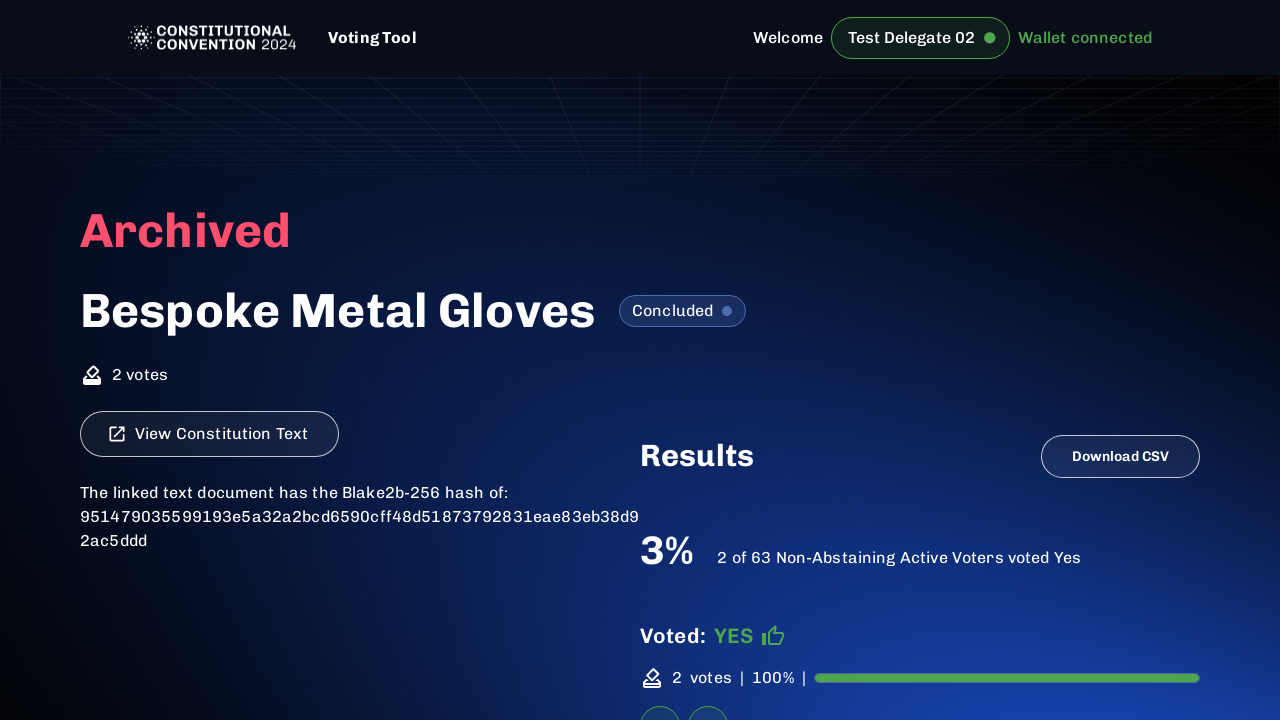 CONSTITUTIONAL
CONVENTION 2024
Voting Tool
Welcome
Test Delegate 02
Wallet connected
Archived
Bespoke Metal Gloves
Concluded
2 votes
View Constitution Text
The linked text document has the Blake2b-256 hash of:
951479035599193e5a32a2bcd6590cff48d51873792831eae83eb38d9
2ac5ddd
Results
Download CSV
3%
2 of 63 Non-Abstaining Active Voters voted Yes
Voted: YES
2 votes | 100% |